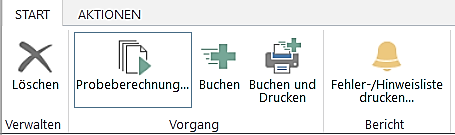 START AKTIONEN
Löschen Probeberechnung... Buchen Buchen und Drucken Fehler-/Hinweisliste drucken...
Verwalten Vorgang Bericht